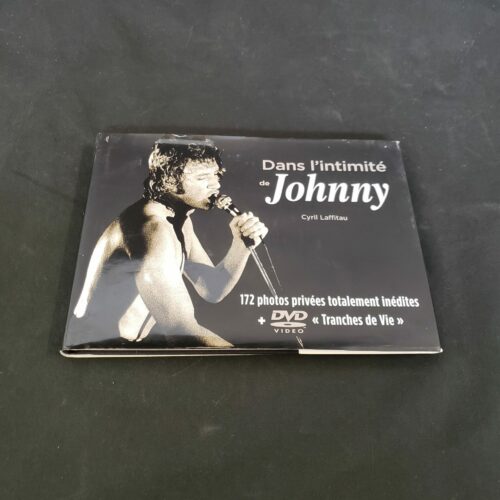 Dans l'intimité
de Johnny
Cyril Laffitau
172 photos privées totalement inédites
+ DVD VIDEO « Tranches de Vie »